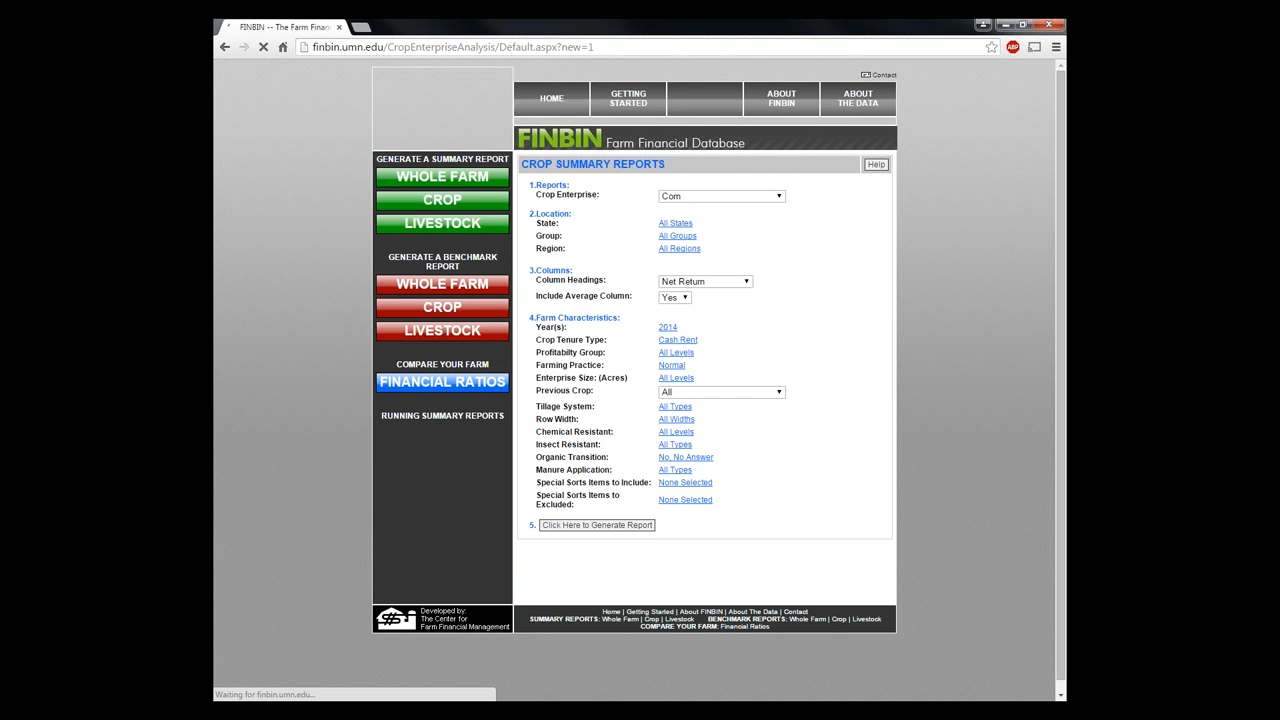 FINBIN -- The Farm Finan
finbin.umn.edu/CropEnterpriseAnalysis/Default.aspx?new=1
ABP
Contact
HOME
GETTING STARTED
ABOUT FINBIN
ABOUT THE DATA
FINBIN Farm Financial Database
GENERATE A SUMMARY REPORT
WHOLE FARM
CROP
LIVESTOCK
GENERATE A BENCHMARK
REPORT
WHOLE FARM
CROP
LIVESTOCK
COMPARE YOUR FARM
FINANCIAL RATIOS
RUNNING SUMMARY REPORTS
CROP SUMMARY REPORTS Help
1.Reports:
Crop Enterprise: Corn
2.Location:
State: All States
Group: All Groups
Region: All Regions
3.Columns:
Column Headings: Net Return
Include Average Column: Yes
4.Farm Characteristics:
Year(s): 2014
Crop Tenure Type: Cash Rent
Profitabilty Group: All Levels
Farming Practice: Normal
Enterprise Size: (Acres) All Levels
Previous Crop: All
Tillage System: All Types
Row Width: All Widths
Chemical Resistant: All Levels
Insect Resistant: All Types
Organic Transition: No, No Answer
Manure Application: All Types
Special Sorts Items to Include: None Selected
Special Sorts Items to
Excluded: None Selected
5. Click Here to Generate Report
Developed by:
The Center for
Farm Financial Management
Home | Getting Started | About FINBIN | About The Data | Contact
SUMMARY REPORTS: Whole Farm | Crop | Livestock BENCHMARK REPORTS: Whole Farm | Crop | Livestock
COMPARE YOUR FARM: Financial Ratios
Waiting for finbin.umn.edu...